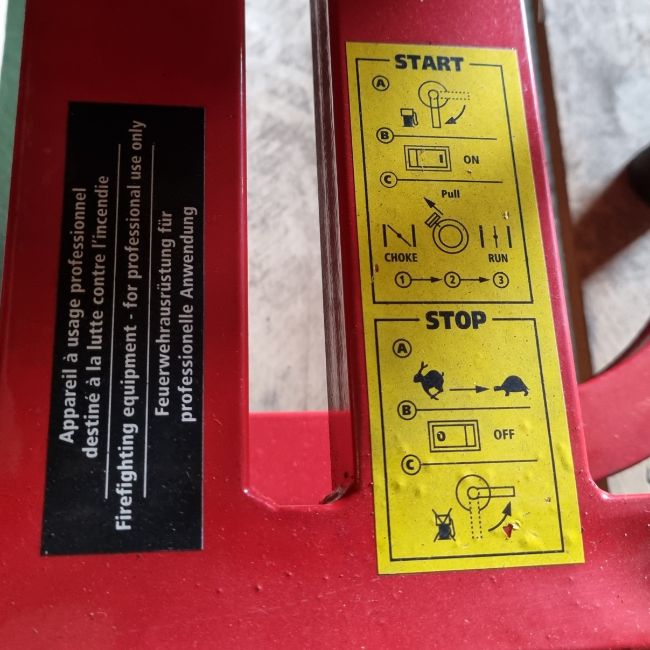 Appareil à usage professionnel
destiné à la lutte contre l'incendie
Firefighting equipment - for professional use only
Feuerwehrausrüstung für
professionelle Anwendung
START
A
B
ON
C
Pull
CHOKE
RUN
1 2 3
STOP
A
B
0
OFF
C